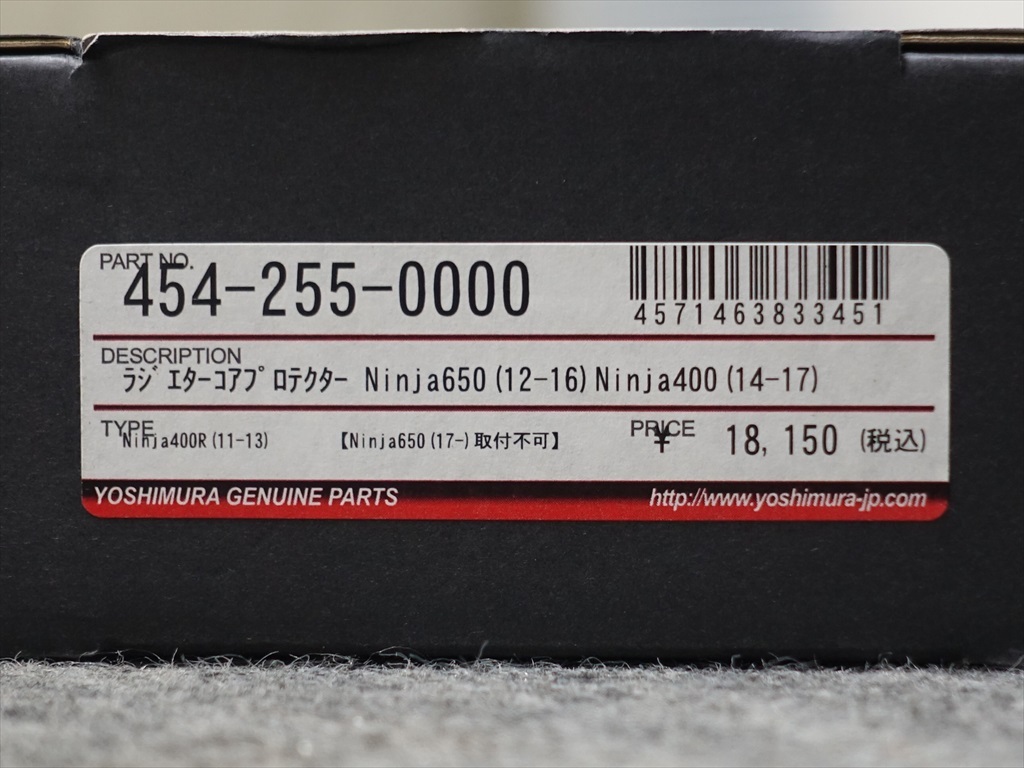 PART NO.
454-255-0000
4571463833451
DESCRIPTION
ﾗｼﾞｴﾀｰｺｱﾌﾟﾛﾃｸﾀｰ Ninja650(12-16)Ninja400(14-17)
TYPE
Ninja400R(11-13) 【Ninja650(17-)取付不可】
PRICE
¥ 18,150 (税込)
YOSHIMURA GENUINE PARTS http://www.yoshimura-jp.com